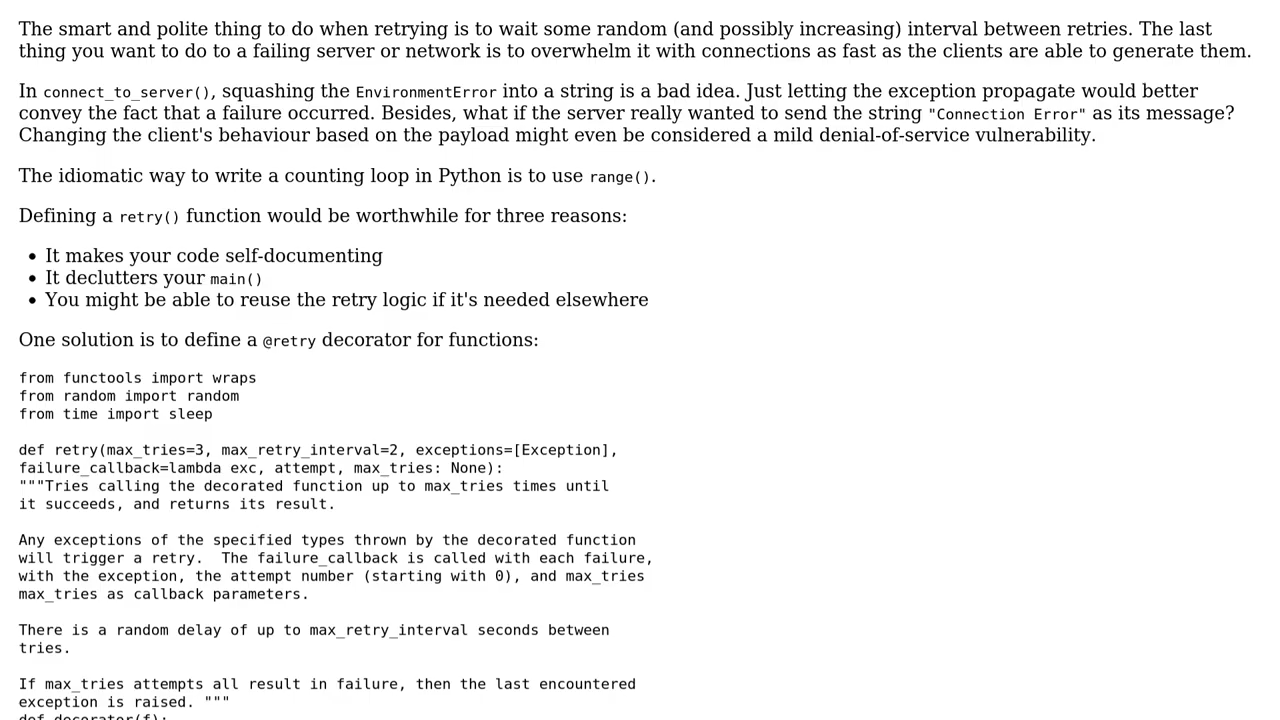 The smart and polite thing to do when retrying is to wait some random (and possibly increasing) interval between retries. The last
thing you want to do to a failing server or network is to overwhelm it with connections as fast as the clients are able to generate them.
In connect_to_server(), squashing the EnvironmentError into a string is a bad idea. Just letting the exception propagate would better
convey the fact that a failure occurred. Besides, what if the server really wanted to send the string "Connection Error" as its message?
Changing the client's behaviour based on the payload might even be considered a mild denial-of-service vulnerability.
The idiomatic way to write a counting loop in Python is to use range().
Defining a retry() function would be worthwhile for three reasons:
• It makes your code self-documenting
• It declutters your main()
• You might be able to reuse the retry logic if it's needed elsewhere
One solution is to define a @retry decorator for functions:
from functools import wraps
from random import random
from time import sleep
def retry(max_tries=3, max_retry_interval=2, exceptions=[Exception],
failure_callback=lambda exc, attempt, max_tries: None):
"""Tries calling the decorated function up to max_tries times until
it succeeds, and returns its result.
Any exceptions of the specified types thrown by the decorated function
will trigger a retry.  The failure_callback is called with each failure,
with the exception, the attempt number (starting with 0), and max_tries
max_tries as callback parameters.
There is a random delay of up to max_retry_interval seconds between
tries.
If max_tries attempts all result in failure, then the last encountered
exception is raised. """
def decorator(f):